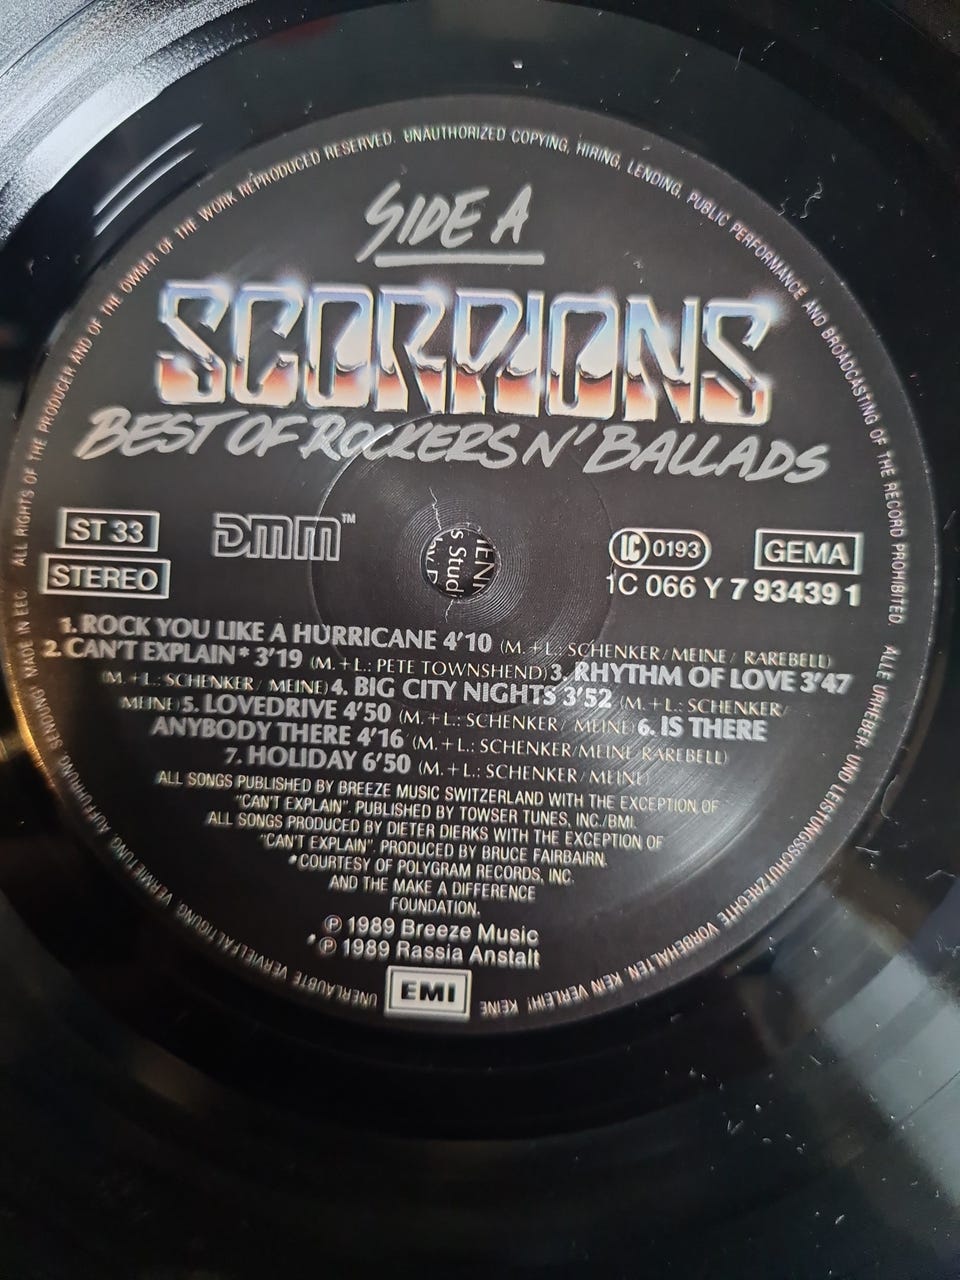 SIDE A
SCORPIONS
BEST OF ROCKERS N' BALLADS
ST 33
STEREO
DMM™
LC 0193
GEMA
1C 066 Y 7 93439 1
1. ROCK YOU LIKE A HURRICANE 4'10 (M.+L.: SCHENKER/MEINE/ RAREBELL)
2. CAN'T EXPLAIN* 3'19 (M.+L.: PETE TOWNSHEND) 3. RHYTHM OF LOVE 3'47
(M.+L.: SCHENKER/ MEINE) 4. BIG CITY NIGHTS 3'52 (M.+L.: SCHENKER/
MEINE) 5. LOVEDRIVE 4'50 (M.+L.: SCHENKER/ MEINE) 6. IS THERE
ANYBODY THERE 4'16 (M.+L.: SCHENKER/MEINE/RAREBELL)
7. HOLIDAY 6'50 (M.+L.: SCHENKER/MEINE)
ALL SONGS PUBLISHED BY BREEZE MUSIC SWITZERLAND WITH THE EXCEPTION OF
"CAN'T EXPLAIN". PUBLISHED BY TOWSER TUNES, INC./BMI.
ALL SONGS PRODUCED BY DIETER DIERKS WITH THE EXCEPTION OF
"CAN'T EXPLAIN". PRODUCED BY BRUCE FAIRBAIRN.
*COURTESY OF POLYGRAM RECORDS, INC.
AND THE MAKE A DIFFERENCE
FOUNDATION.
℗ 1989 Breeze Music
*℗ 1989 Rassia Anstalt
EMI
MADE IN EEC ALL RIGHTS OF THE PRODUCER AND OF THE OWNER OF THE WORK REPRODUCED RESERVED. UNAUTHORIZED COPYING, HIRING, LENDING, PUBLIC PERFORMANCE AND BROADCASTING OF THE RECORD PROHIBITED.
ALLE URHEBER- UND LEISTUNGSSCHUTZRECHTE VORBEHALTEN. KEIN VERLEIH! KEINE UNERLAUBTE VERVIELFÄLTIGUNG, VERMIETUNG, AUFFÜHRUNG, SENDUNG